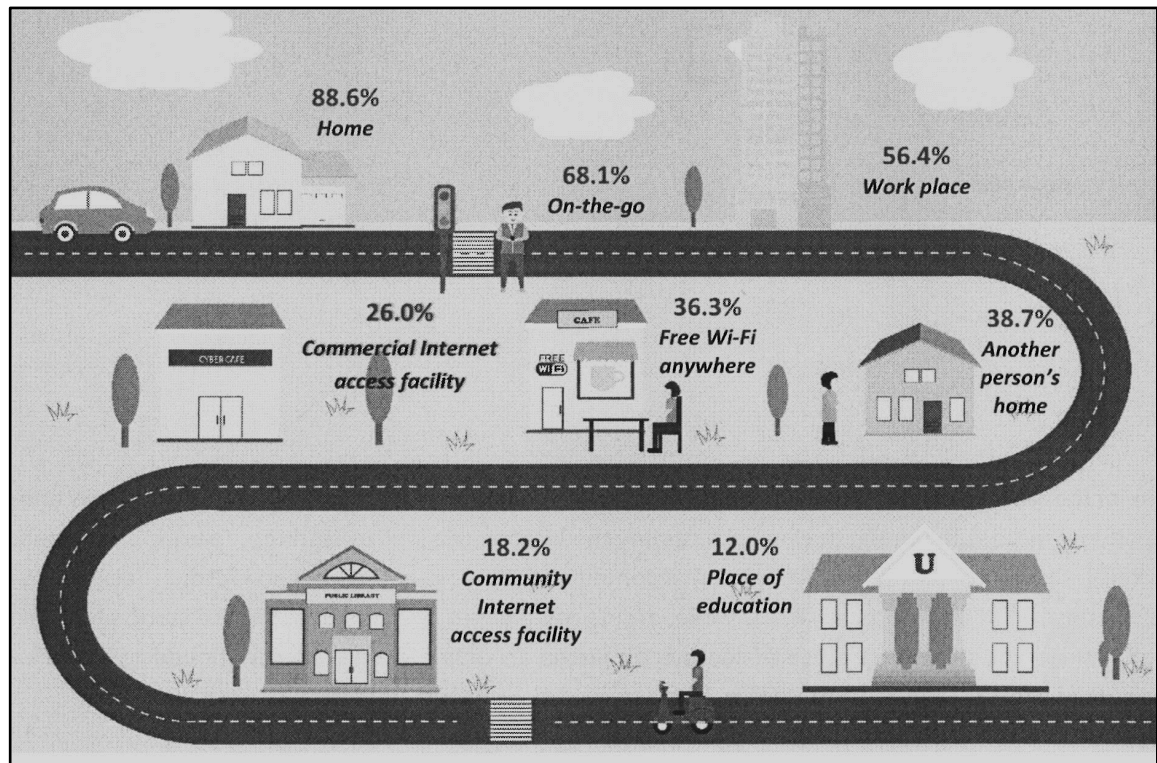 88.6%
Home
68.1%
On-the-go
56.4%
Work place
26.0%
Commercial Internet
access facility
CYBER CAFE
36.3%
Free Wi-Fi
anywhere
CAFE
FREE
Wi Fi
38.7%
Another
person's
home
18.2%
Community
Internet
access facility
PUBLIC LIBRARY
12.0%
Place of
education
U